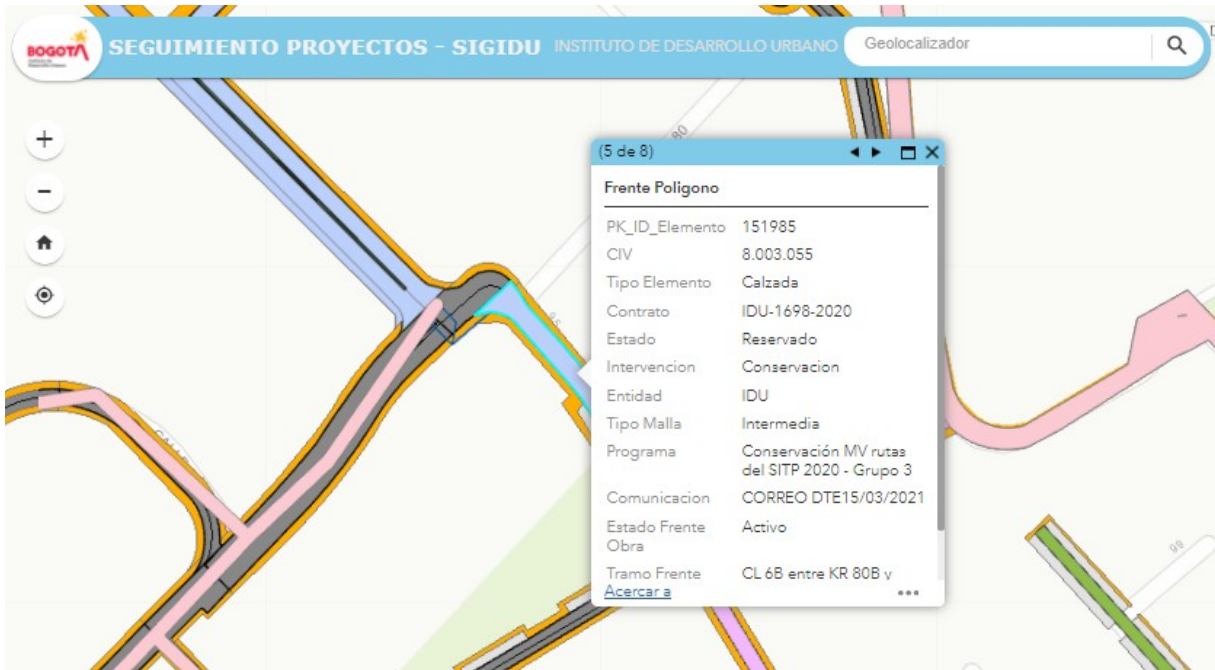 BOGOTÁ
SEGUIMIENTO PROYECTOS - SIGIDU INSTITUTO DE DESARROLLO URBANO
Geolocalizador
80
(5 de 8)
Frente Poligono
PK_ID_Elemento 151985
CIV 8.003.055
Tipo Elemento Calzada
Contrato IDU-1698-2020
Estado Reservado
Intervencion Conservacion
Entidad IDU
Tipo Malla Intermedia
Programa Conservación MV rutas
del SITP 2020 - Grupo 3
Comunicacion CORREO DTE15/03/2021
Estado Frente Activo
Obra
Tramo Frente CL 6B entre KR 80B y
Acercar a